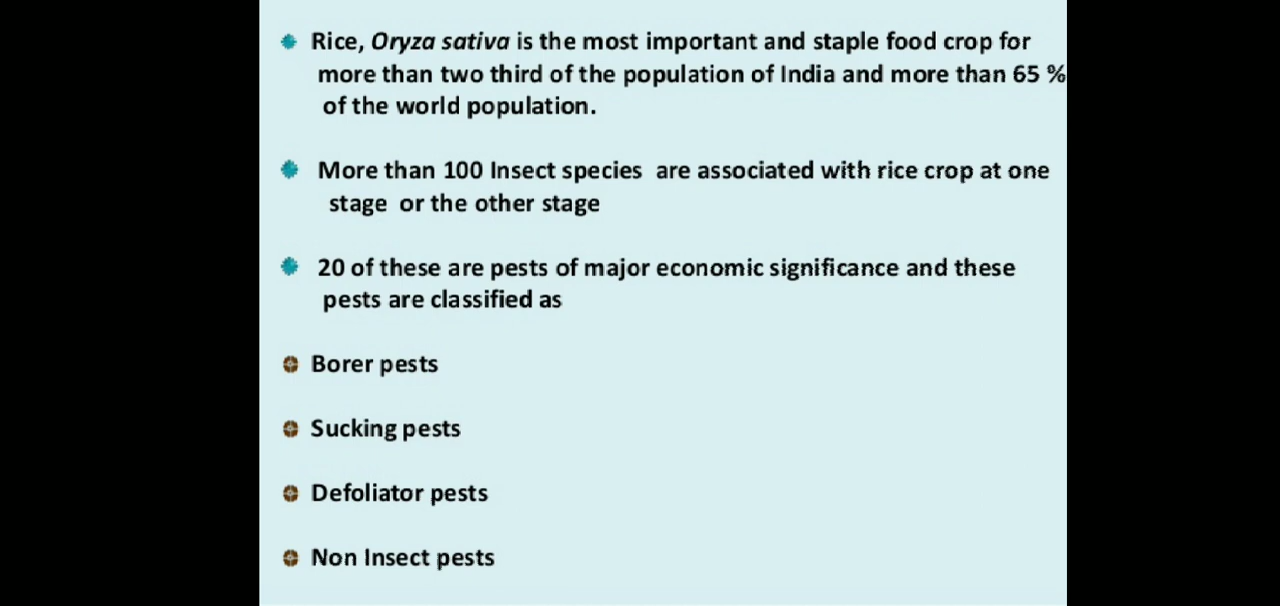 Rice, Oryza sativa is the most important and staple food crop for
more than two third of the population of India and more than 65 %
of the world population.
More than 100 Insect species are associated with rice crop at one
stage or the other stage
20 of these are pests of major economic significance and these
pests are classified as
Borer pests
Sucking pests
Defoliator pests
Non Insect pests